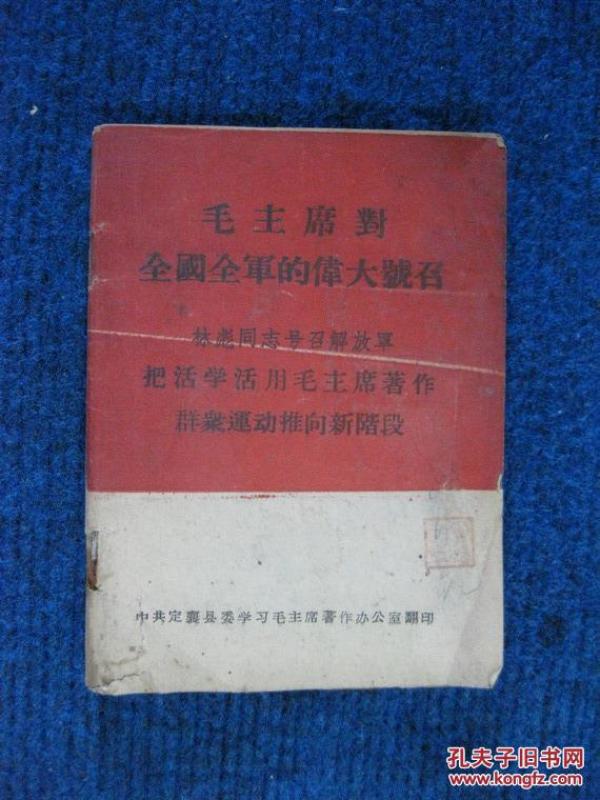 毛主席對
全國全軍的偉大號召
林彪同志号召解放軍
把活学活用毛主席著作
群衆運动推向新階段
中共定襄县委学习毛主席著作办公室翻印
孔夫子旧书网
www.kongfz.com